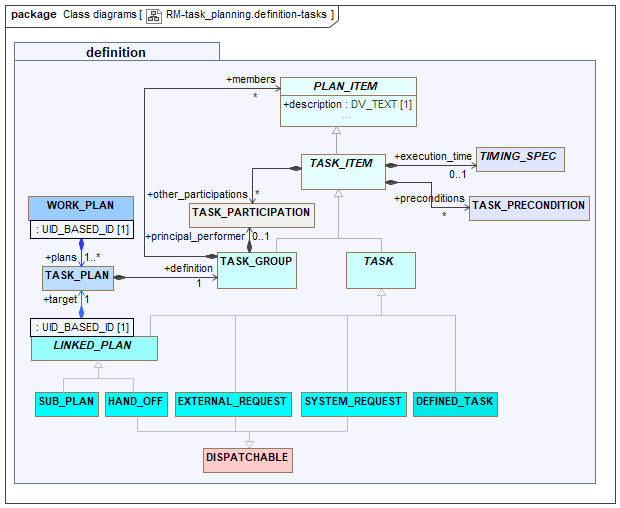 package Class diagrams [ RM-task_planning.definition-tasks ]
definition
+members
*
PLAN_ITEM
+description : DV_TEXT [1]
...
TASK_ITEM
+execution_time
0..1
TIMING_SPEC
+other_participations
*
+preconditions
*
TASK_PRECONDITION
WORK_PLAN
: UID_BASED_ID [1]
TASK_PARTICIPATION
+principal_performer
0..1
+plans
1..*
TASK_PLAN
+definition
1
TASK_GROUP
TASK
+target
1
: UID_BASED_ID [1]
LINKED_PLAN
SUB_PLAN
HAND_OFF
EXTERNAL_REQUEST
SYSTEM_REQUEST
DEFINED_TASK
DISPATCHABLE